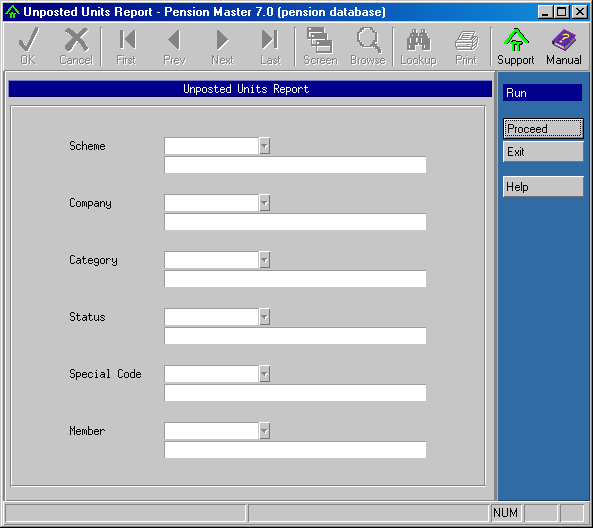 Unposted Units Report - Pension Master 7.0 (pension database)
OK Cancel First Prev Next Last Screen Browse Lookup Print Support Manual
Unposted Units Report
Run
Proceed
Exit
Help
Scheme
Company
Category
Status
Special Code
Member
NUM